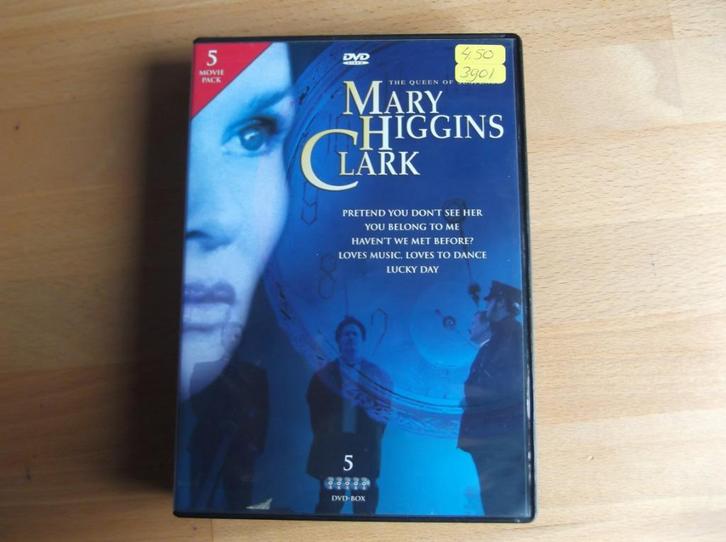 5
MOVIE
PACK
DVD
VIDEO
4.50
3901
THE QUEEN OF
MARY
HIGGINS
CLARK
PRETEND YOU DON'T SEE HER
YOU BELONG TO ME
HAVEN'T WE MET BEFORE?
LOVES MUSIC, LOVES TO DANCE
LUCKY DAY
5
DVD-BOX